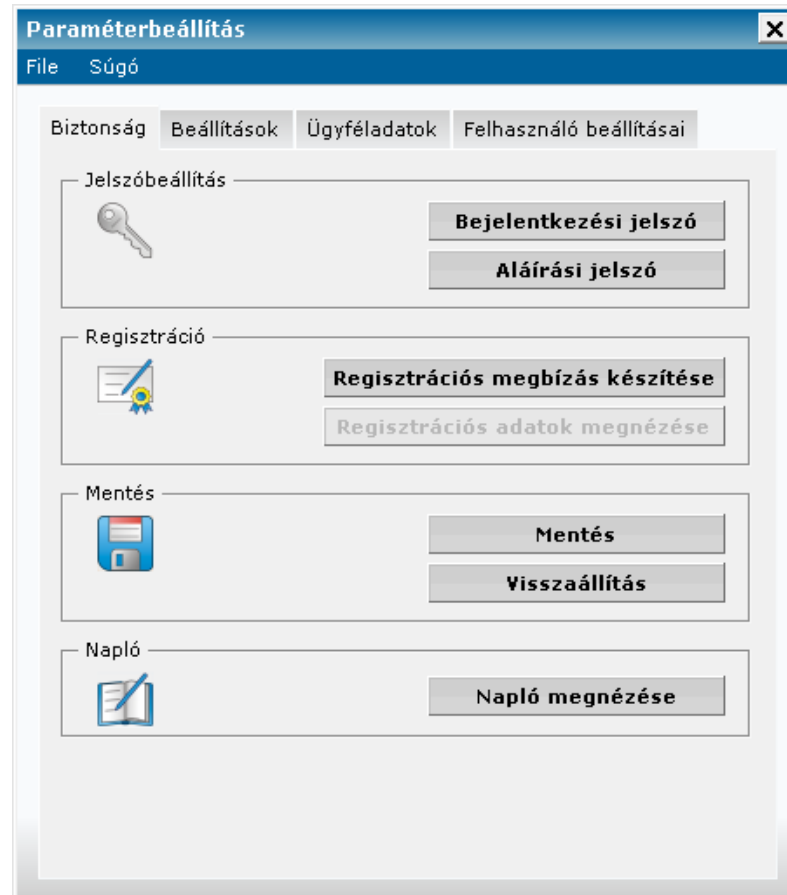 Paraméterbeállítás
File Súgó
Biztonság Beállítások Ügyféladatok Felhasználó beállításai
Jelszóbeállítás
Bejelentkezési jelszó
Aláírási jelszó
Regisztráció
Regisztrációs megbízás készítése
Regisztrációs adatok megnézése
Mentés
Mentés
Visszaállítás
Napló
Napló megnézése